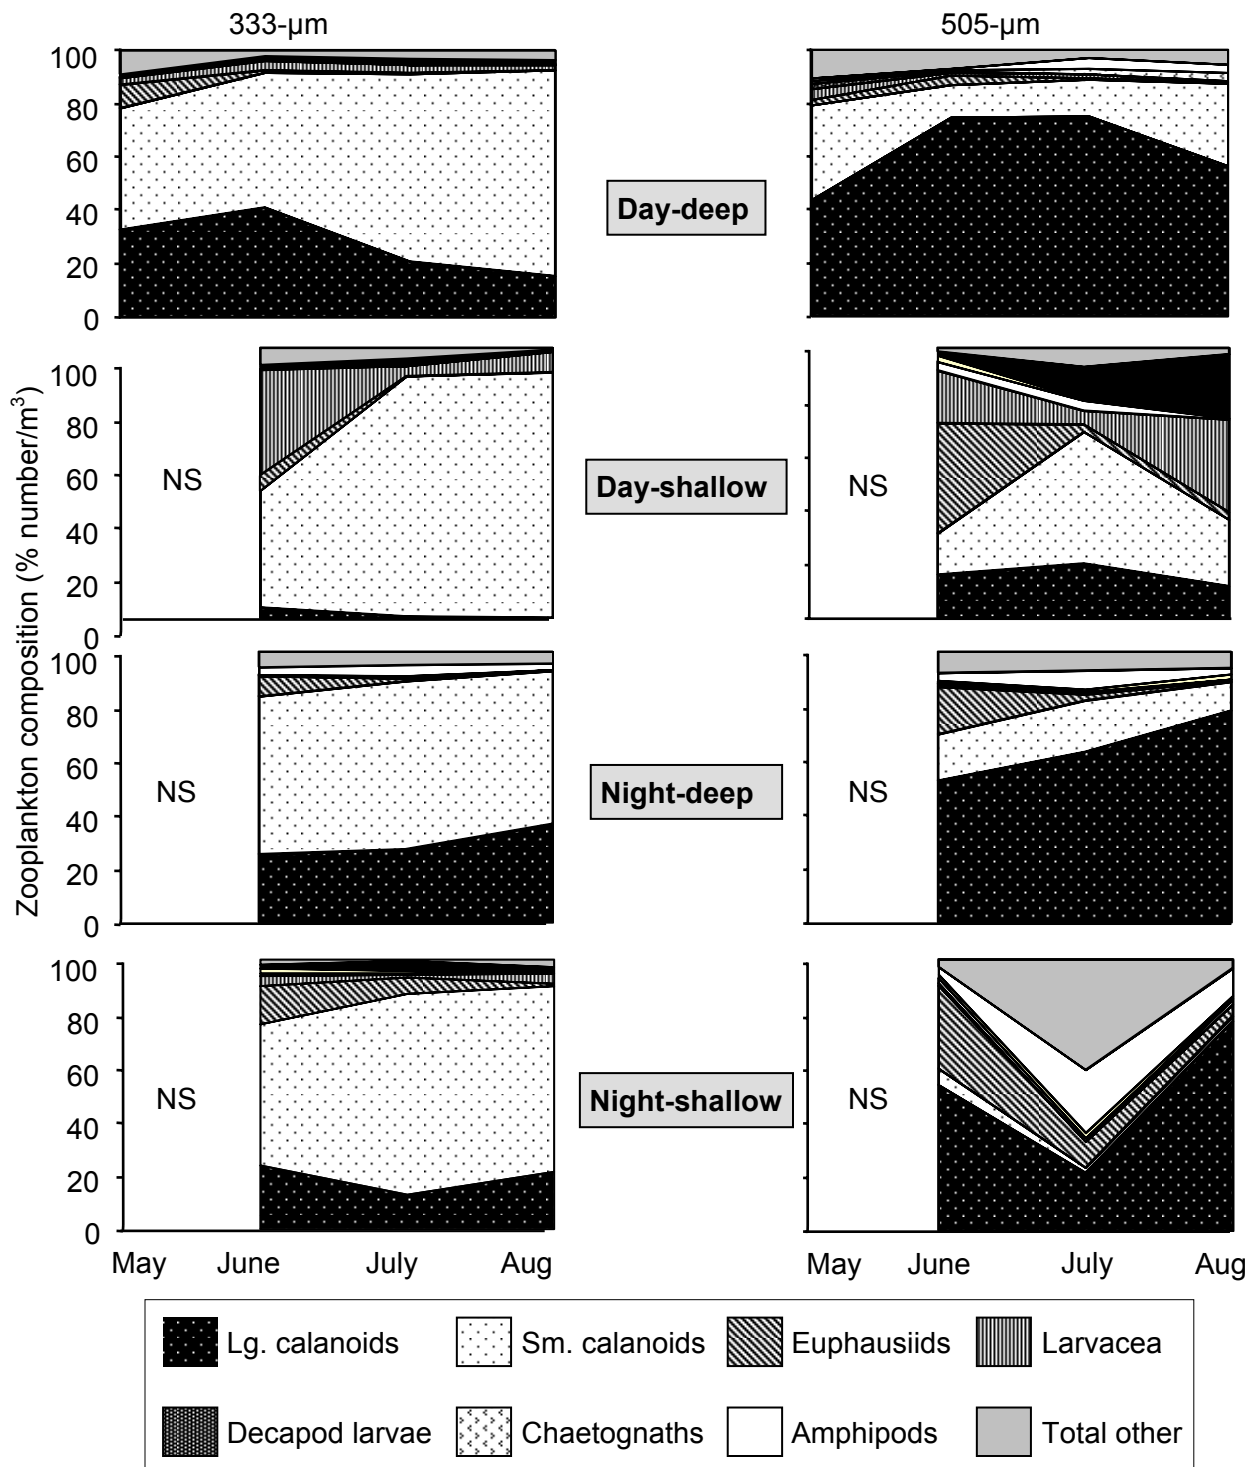 333-µm 505-µm
Zooplankton composition (% number/m³)
100
80
60
40
20
0
Day-deep
100
80
60
40
20
0
NS
Day-shallow
NS
100
80
60
40
20
0
NS
Night-deep
NS
100
80
60
40
20
0
NS
Night-shallow
NS
May June July Aug May June July Aug
Lg. calanoids Sm. calanoids Euphausiids Larvacea
Decapod larvae Chaetognaths Amphipods Total other